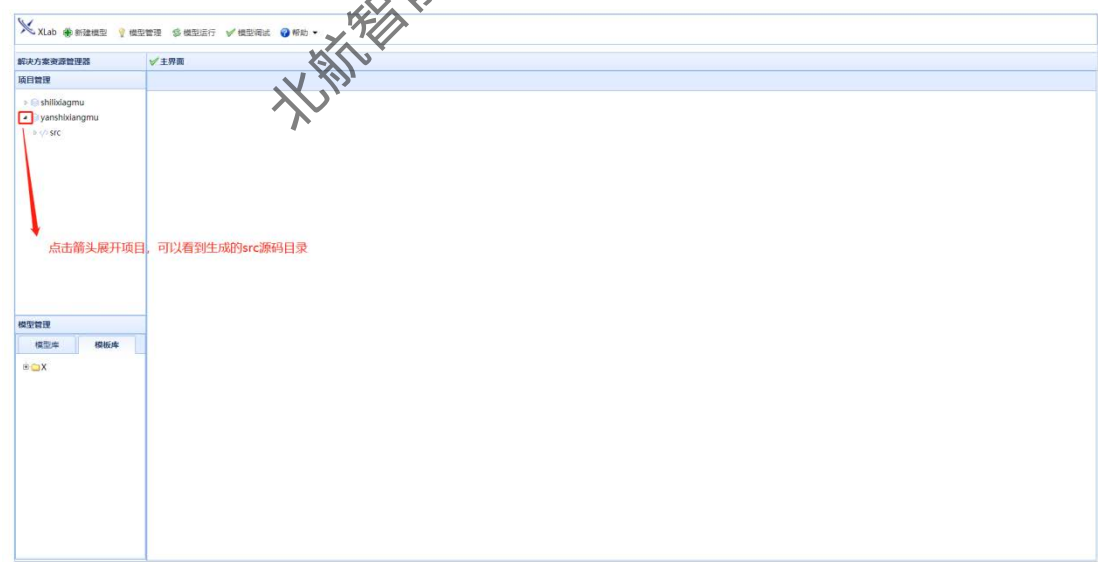 XLab 新建模型 模型管理 模型运行 模型调试 帮助
解决方案资源管理器 主界面
项目管理
shilixiagmu
yanshixiangmu
src
点击箭头展开项目，可以看到生成的src源码目录
模型管理
模型库 模板库
X
北航智